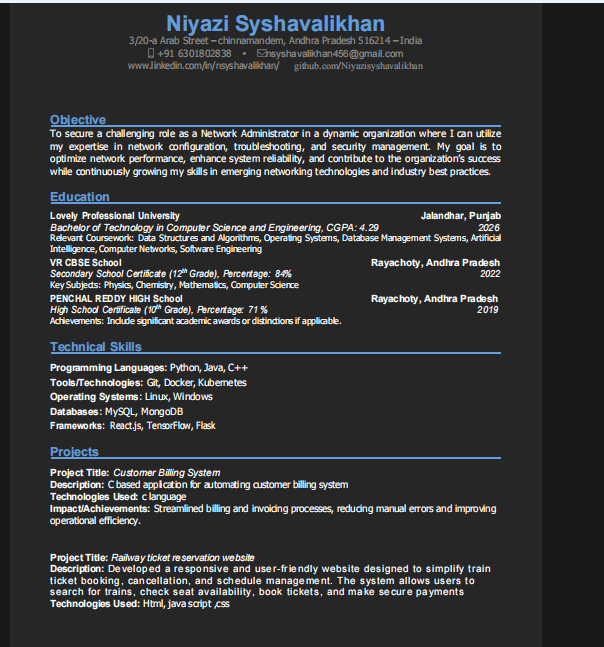 Niyazi Syshavalikhan
3/20-a Arab Street – chinnamandem, Andhra Pradesh 516214 – India
+91 6301802838 • nsyshavalikhan456@gmail.com
www.linkedin.com/in/nsyshavalikhan/ github.com/Niyazisyshavalikhan
Objective
To secure a challenging role as a Network Administrator in a dynamic organization where I can utilize
my expertise in network configuration, troubleshooting, and security management. My goal is to
optimize network performance, enhance system reliability, and contribute to the organization's success
while continuously growing my skills in emerging networking technologies and industry best practices.
Education
Lovely Professional University Jalandhar, Punjab
Bachelor of Technology in Computer Science and Engineering, CGPA: 4.29 2026
Relevant Coursework: Data Structures and Algorithms, Operating Systems, Database Management Systems, Artificial
Intelligence, Computer Networks, Software Engineering
VR CBSE School Rayachoty, Andhra Pradesh
Secondary School Certificate (12th Grade), Percentage: 84% 2022
Key Subjects: Physics, Chemistry, Mathematics, Computer Science
PENCHAL REDDY HIGH School Rayachoty, Andhra Pradesh
High School Certificate (10th Grade), Percentage: 71 % 2019
Achievements: Include significant academic awards or distinctions if applicable.
Technical Skills
Programming Languages: Python, Java, C++
Tools/Technologies: Git, Docker, Kubernetes
Operating Systems: Linux, Windows
Databases: MySQL, MongoDB
Frameworks: React.js, TensorFlow, Flask
Projects
Project Title: Customer Billing System
Description: C based application for automating customer billing system
Technologies Used: c language
Impact/Achievements: Streamlined billing and invoicing processes, reducing manual errors and improving
operational efficiency.
Project Title: Railway ticket reservation website
Description: Developed a responsive and user-friendly website designed to simplify train
ticket booking, cancellation, and schedule management. The system allows users to
search for trains, check seat availability, book tickets, and make secure payments
Technologies Used: Html, java script ,css